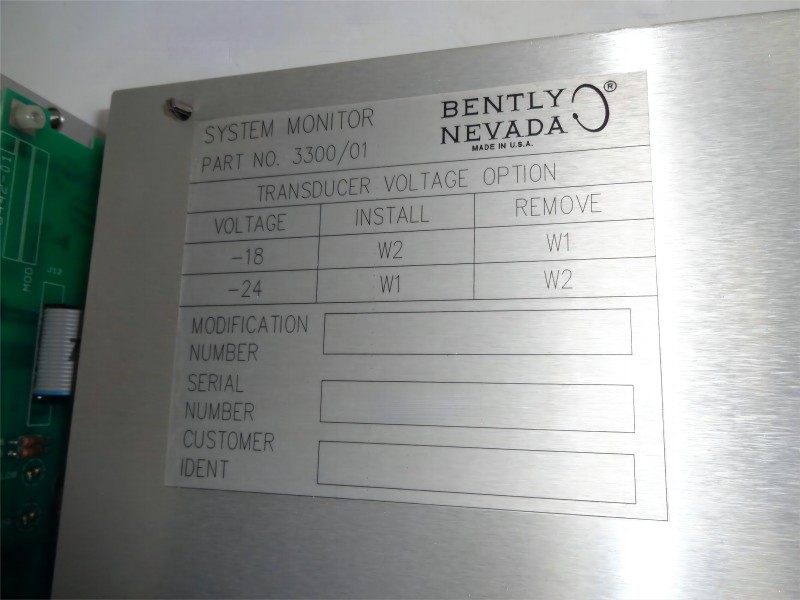 SYSTEM MONITOR
PART NO. 3300/01
BENTLY
NEVADA
®
MADE IN U.S.A.
TRANSDUCER VOLTAGE OPTION
VOLTAGE INSTALL REMOVE
-18 W2 W1
-24 W1 W2
MODIFICATION
NUMBER
SERIAL
NUMBER
CUSTOMER
IDENT
MOD